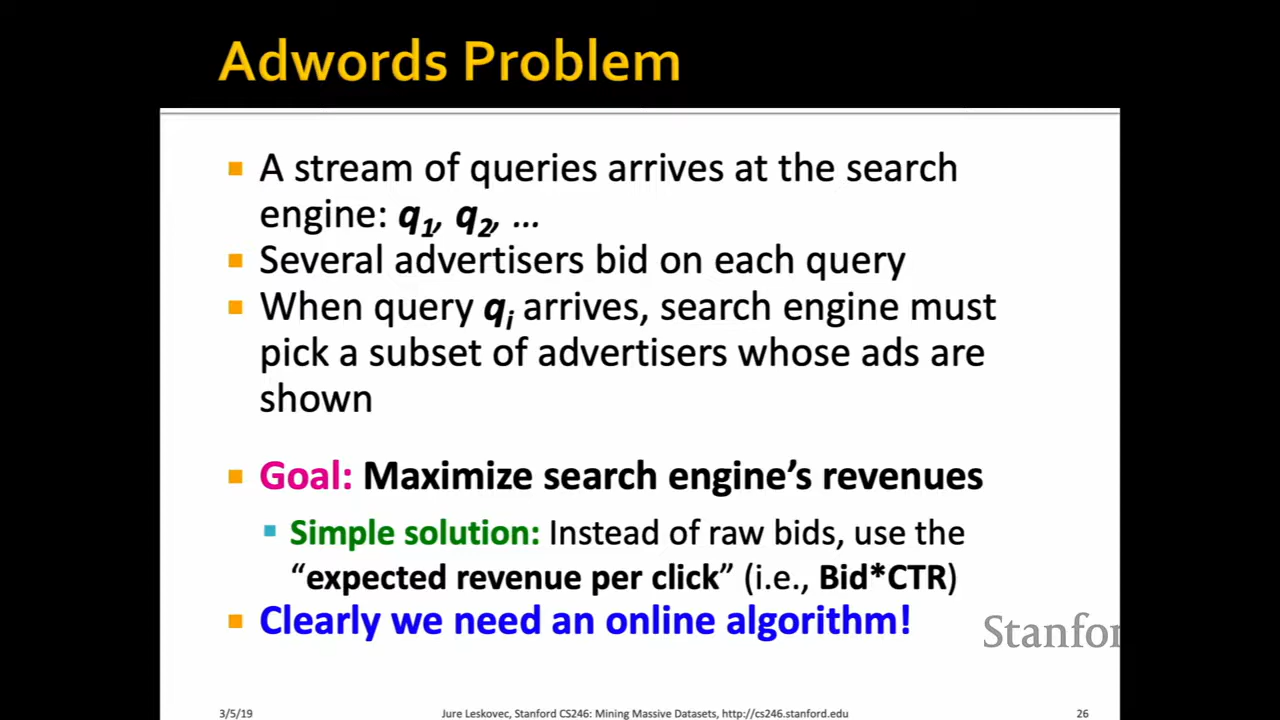 Adwords Problem
A stream of queries arrives at the search
engine: q1, q2, ...
Several advertisers bid on each query
When query qi arrives, search engine must
pick a subset of advertisers whose ads are
shown
Goal: Maximize search engine’s revenues
Simple solution: Instead of raw bids, use the
“expected revenue per click” (i.e., Bid*CTR)
Clearly we need an online algorithm!
Stanfor
3/5/19
Jure Leskovec, Stanford CS246: Mining Massive Datasets, http://cs246.stanford.edu
26